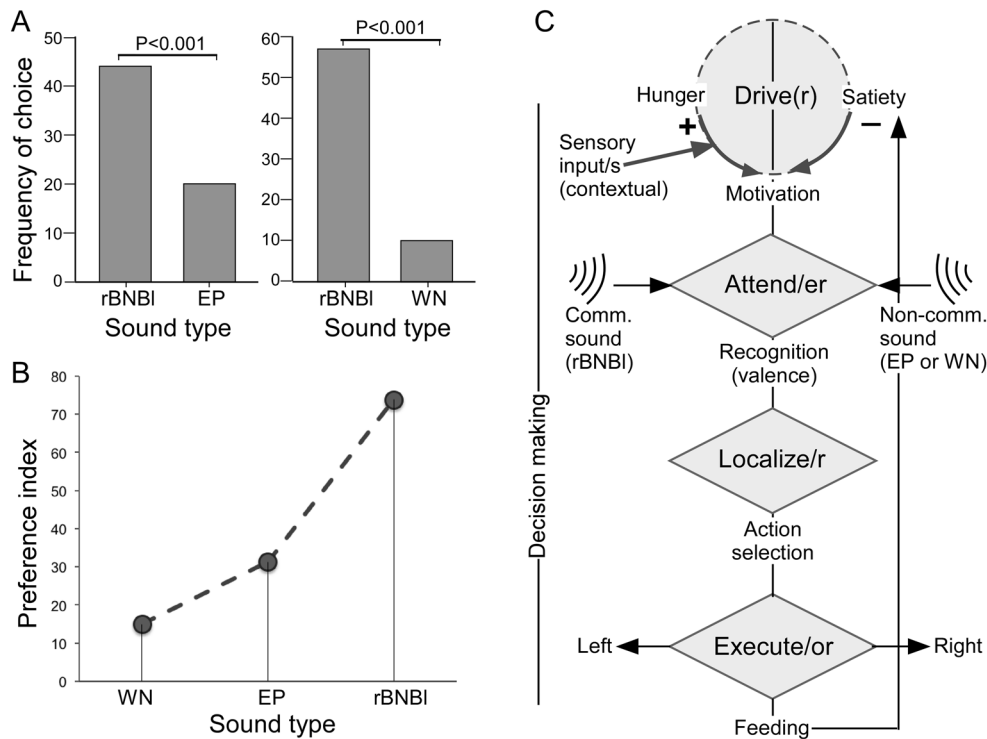 A
Frequency of choice
50
40
30
20
10
0
P<0.001
rBNBl
EP
Sound type
60
50
40
30
20
10
0
P<0.001
rBNBl
WN
Sound type
B
Preference index
80
70
60
50
40
30
20
10
0
WN
EP
rBNBl
Sound type
C
Decision making
Hunger
Drive(r)
Satiety
+
−
Sensory
input/s
(contextual)
Motivation
Attend/er
Comm.
sound
(rBNBl)
Non-comm.
sound
(EP or WN)
Recognition
(valence)
Localize/r
Action
selection
Left
Execute/or
Right
Feeding